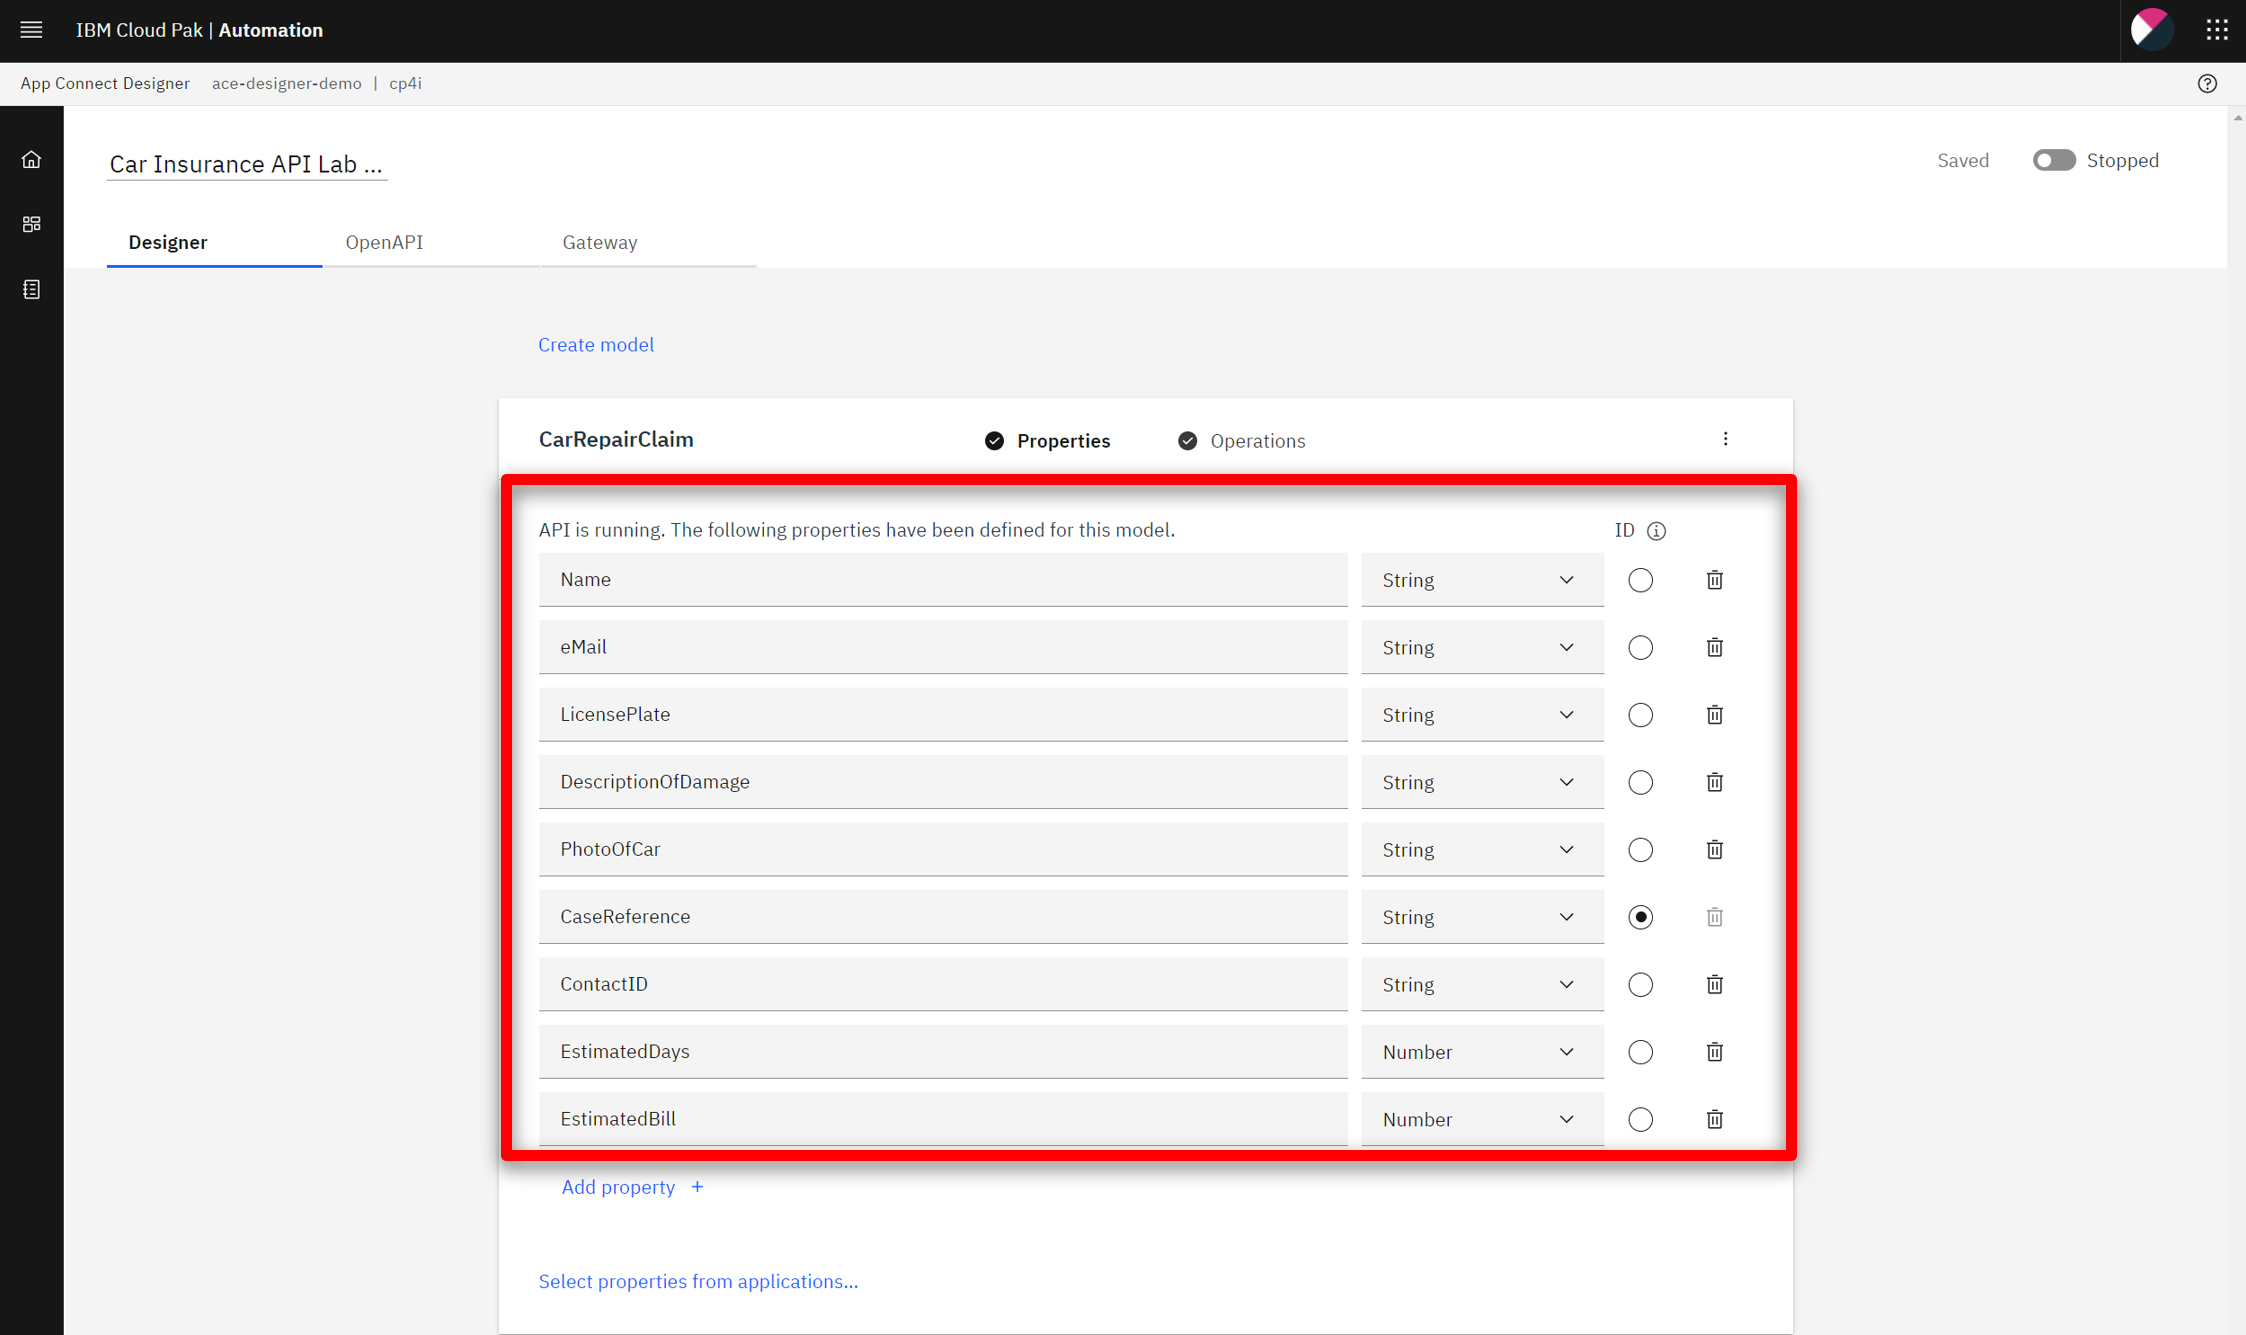 IBM Cloud Pak | Automation
App Connect Designer ace-designer-demo | cp4i
Car Insurance API Lab ...
Saved Stopped
Designer OpenAPI Gateway
Create model
CarRepairClaim Properties Operations
API is running. The following properties have been defined for this model. ID
Name String
eMail String
LicensePlate String
DescriptionOfDamage String
PhotoOfCar String
CaseReference String
ContactID String
EstimatedDays Number
EstimatedBill Number
Add property +
Select properties from applications...